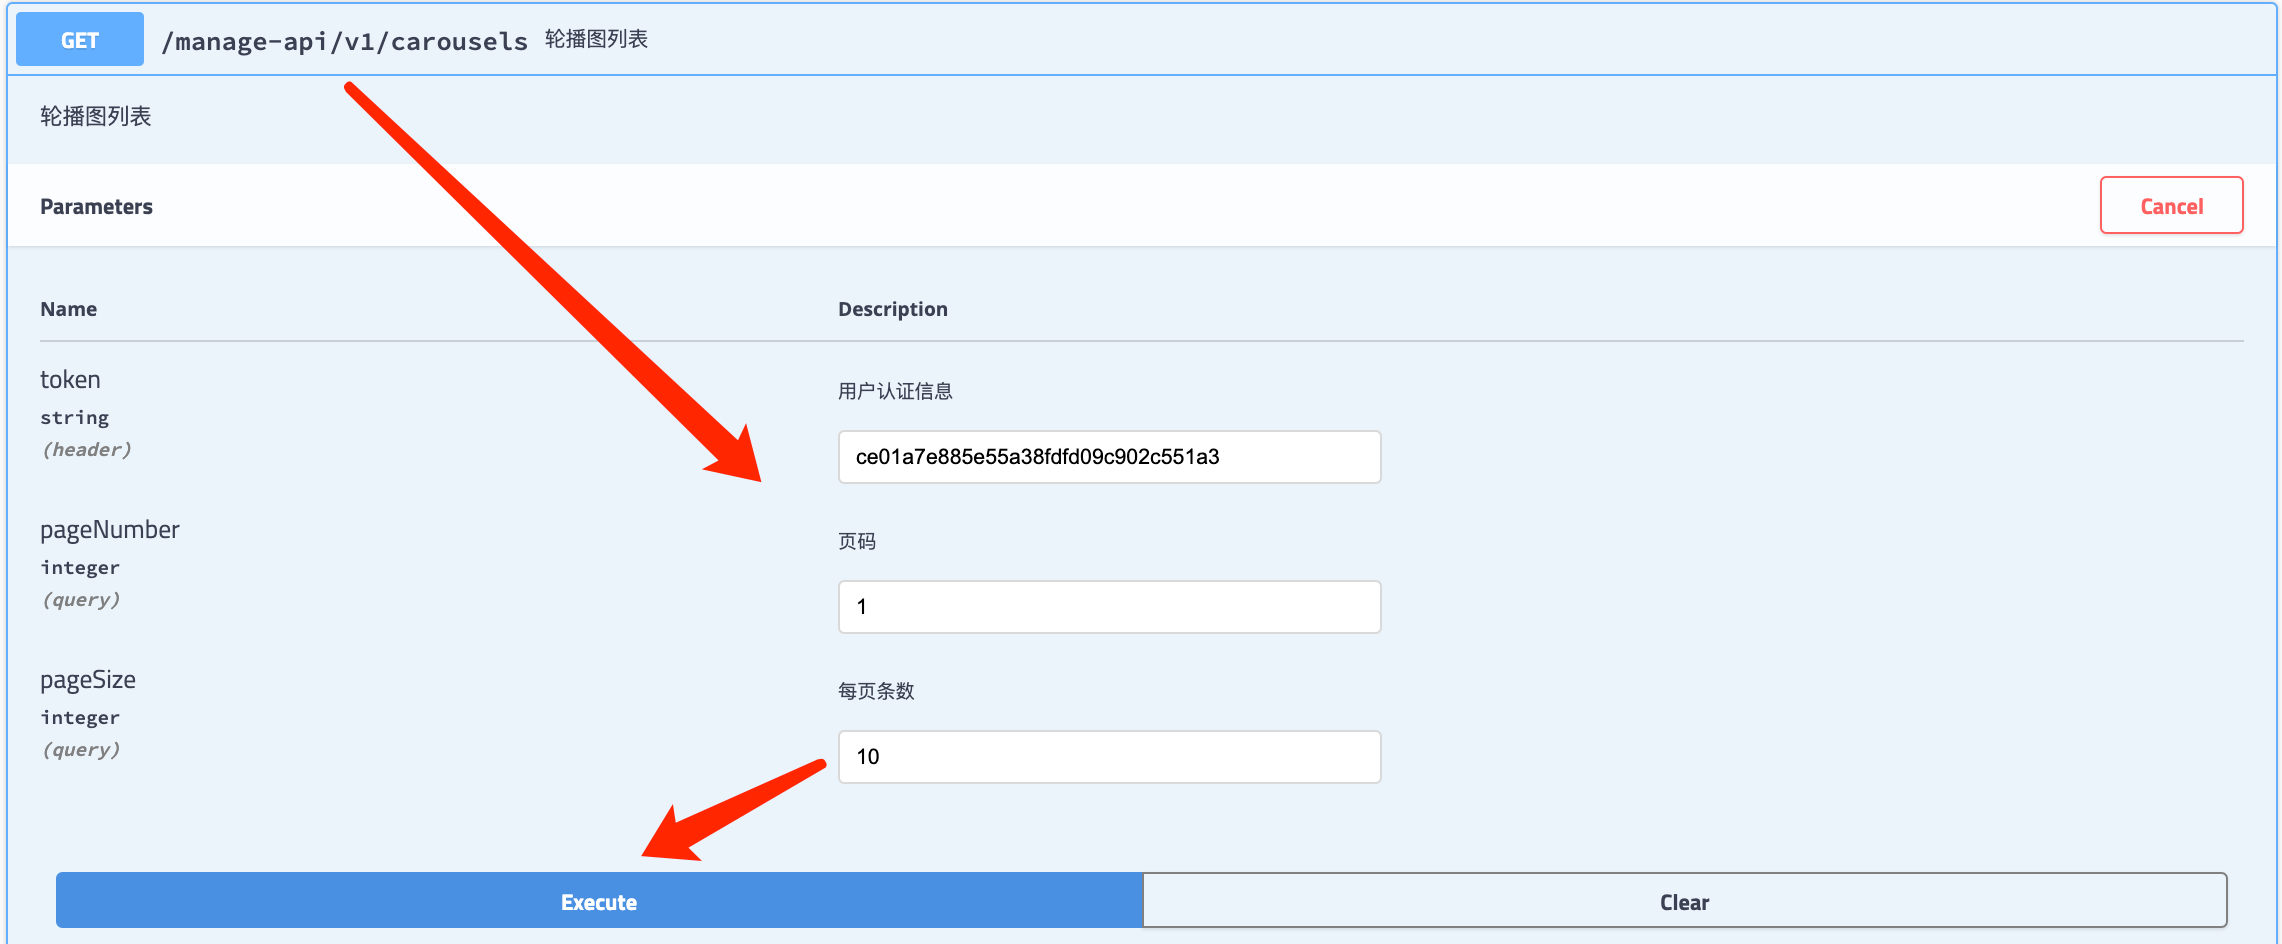 GET /manage-api/v1/carousels 轮播图列表
轮播图列表
Parameters
Cancel
Name Description
token
string
(header)
用户认证信息
ce01a7e885e55a38fdfd09c902c551a3
pageNumber
integer
(query)
页码
1
pageSize
integer
(query)
每页条数
10
Execute Clear